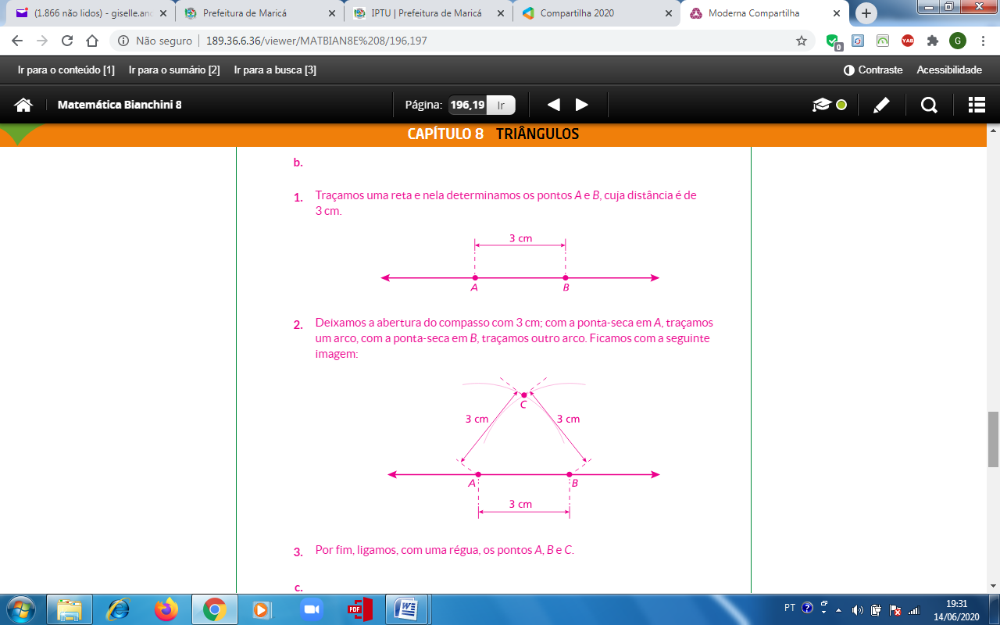 (1.866 não lidos) - giselle.anc
Prefeitura de Maricá
IPTU | Prefeitura de Maricá
Compartilha 2020
Moderna Compartilha
Não seguro | 189.36.6.36/viewer/MATBIAN8E%208/196,197
0
YAB
G
Ir para o conteúdo [1] Ir para o sumário [2] Ir para a busca [3]
Contraste Acessibilidade
Matemática Bianchini 8
Página: 196,19 Ir
CAPÍTULO 8 TRIÂNGULOS
b.
1. Traçamos uma reta e nela determinamos os pontos A e B, cuja distância é de
3 cm.
3 cm
A B
2. Deixamos a abertura do compasso com 3 cm; com a ponta-seca em A, traçamos
um arco, com a ponta-seca em B, traçamos outro arco. Ficamos com a seguinte
imagem:
C
3 cm 3 cm
A B
3 cm
3. Por fim, ligamos, com uma régua, os pontos A, B e C.
c.
PDF
W
PT
19:31
14/06/2020